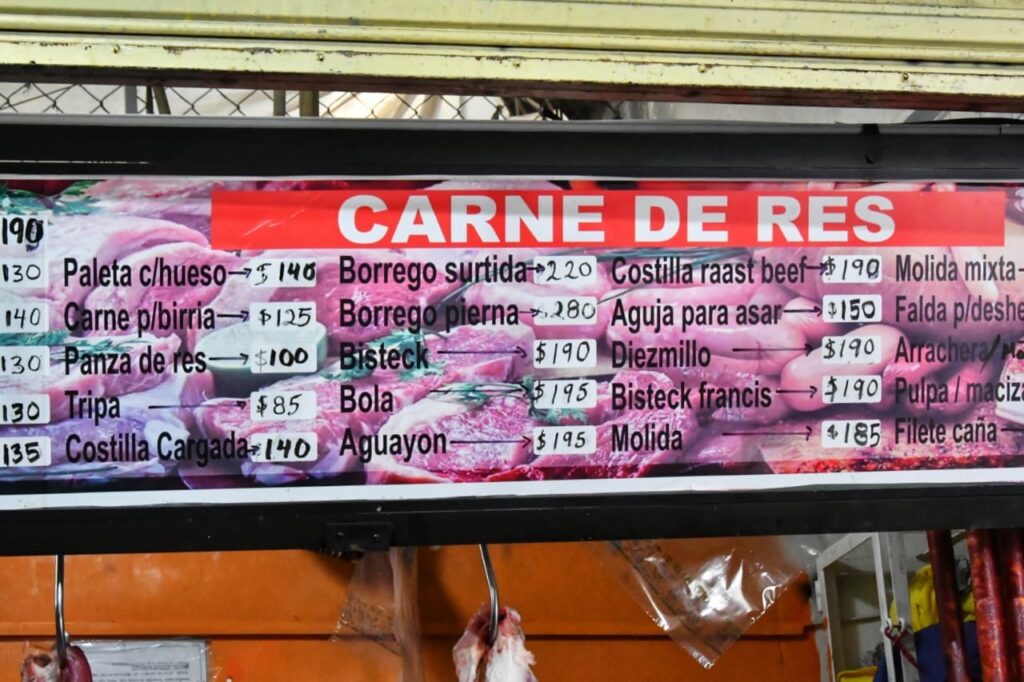 CARNE DE RES
190
130
140
130
130
135
Paleta c/hueso $140
Carne p/birria $125
Panza de res $100
Tripa $85
Costilla Cargada 140
Borrego surtida 220
Borrego pierna $280
Bisteck $190
Bola $195
Aguayon $195
Costilla raast beef $190
Aguja para asar $150
Diezmillo $190
Bisteck francis $190
Molida $185
Molida mixta
Falda p/deshe
Arrachera/
Pulpa / maciza
Filete caña